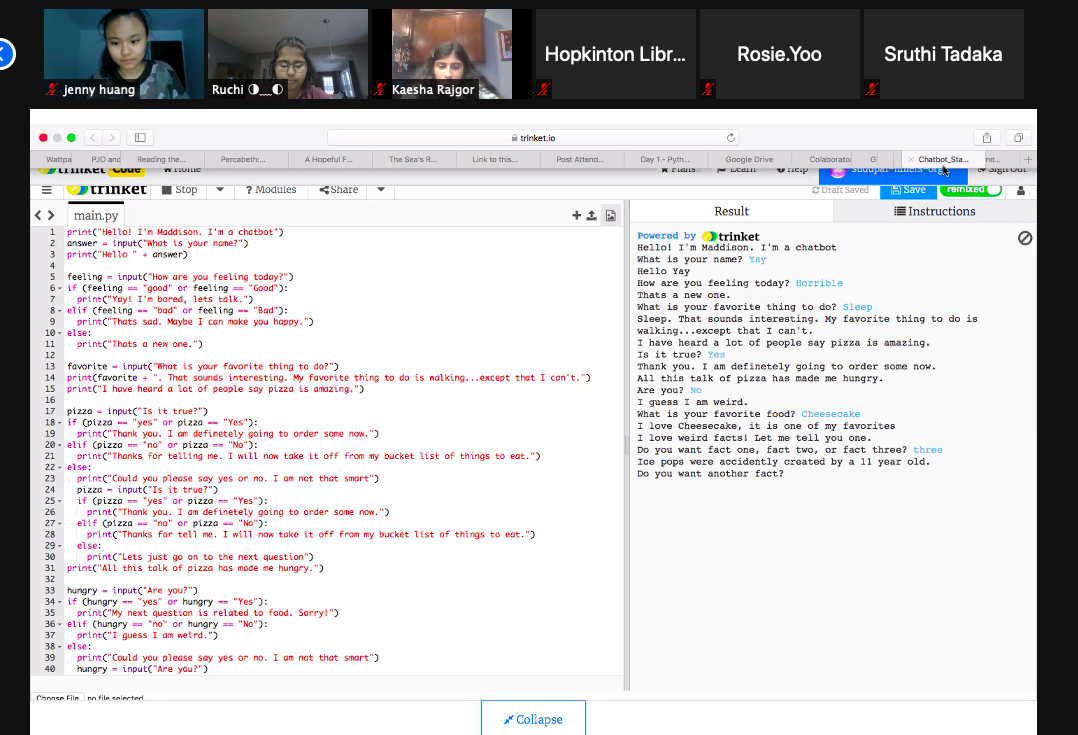 Hopkinton Libr...
Rosie.Yoo
Sruthi Tadaka
jenny huang
Ruchi
Kaesha Rajgor
trinket.io
Wattpa
PJO and
Reading the...
Percabeth:...
A Hopeful F...
The Sea's R...
Link to this...
Post Attend...
Day 1 - Pyth...
Google Drive
Colaborato
G
Chatbot_Sta...
nd...
trinket
Stop
Modules
Share
Draft Saved
Save
remixed
main.py
Result
Instructions
1 print("Hello! I'm Maddison. I'm a chatbot")
2 answer = input("What is your name?")
3 print("Hello " + answer)
4
5 feeling = input("How are you feeling today?")
6 if (feeling == "good" or feeling == "Good"):
7 print("Yay! I'm bored, lets talk.")
8 elif (feeling == "bad" or feeling == "Bad"):
9 print("Thats sad. Maybe I can make you happy.")
10 else:
11 print("Thats a new one.")
12
13 favorite = input("What is your favorite thing to do?")
14 print(favorite + ". That sounds interesting. My favorite thing to do is walking...except that I can't.")
15 print("I have heard a lot of people say pizza is amazing.")
16
17 pizza = input("Is it true?")
18 if (pizza == "yes" or pizza == "Yes"):
19 print("Thank you. I am definetely going to order some now.")
20 elif (pizza == "no" or pizza == "No"):
21 print("Thanks for telling me. I will now take it off from my bucket list of things to eat.")
22 else:
23 print("Could you please say yes or no. I am not that smart")
24 pizza = input("Is it true?")
25 if (pizza == "yes" or pizza == "Yes"):
26 print("Thank you. I am definetely going to order some now.")
27 elif (pizza == "no" or pizza == "No"):
28 print("Thanks for tell me. I will now take it off from my bucket list of things to eat.")
29 else:
30 print("Lets just go on to the next question")
31 print("All this talk of pizza has made me hungry.")
32
33 hungry = input("Are you?")
34 if (hungry == "yes" or hungry == "Yes"):
35 print("My next question is related to food. Sorry!")
36 elif (hungry == "no" or hungry == "No"):
37 print("I guess I am weird.")
38 else:
39 print("Could you please say yes or no. I am not that smart")
40 hungry = input("Are you?")
Powered by trinket
Hello! I'm Maddison. I'm a chatbot
What is your name? Yay
Hello Yay
How are you feeling today? Horrible
Thats a new one.
What is your favorite thing to do? Sleep
Sleep. That sounds interesting. My favorite thing to do is
walking...except that I can't.
I have heard a lot of people say pizza is amazing.
Is it true? Yes
Thank you. I am definetely going to order some now.
All this talk of pizza has made me hungry.
Are you? No
I guess I am weird.
What is your favorite food? Cheesecake
I love Cheesecake, it is one of my favorites
I love weird facts! Let me tell you one.
Do you want fact one, fact two, or fact three? three
Ice pops were accidently created by a 11 year old.
Do you want another fact?
Choose File no file selected
Collapse